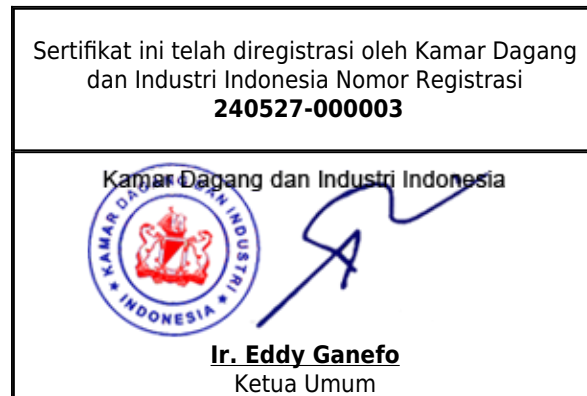 Sertifikat ini telah diregistrasi oleh Kamar Dagang
dan Industri Indonesia Nomor Registrasi
240527-000003
Kamar Dagang dan Industri Indonesia
KAMAR DAGANG DAN INDUSTRI
* INDONESIA *
Ir. Eddy Ganefo
Ketua Umum